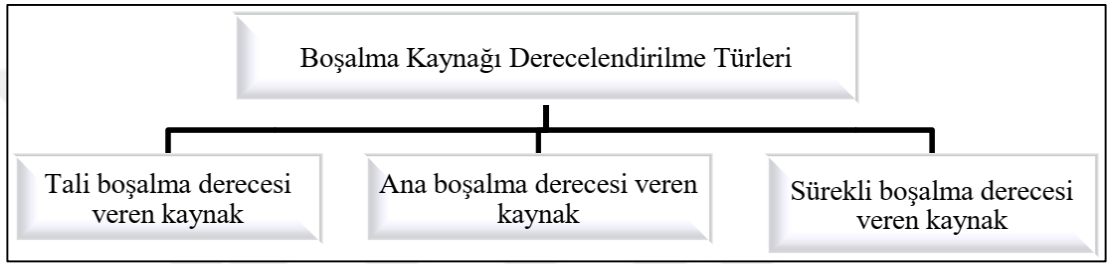 Boşalma Kaynağı Derecelendirilme Türleri
Tali boşalma derecesi
veren kaynak
Ana boşalma derecesi veren
kaynak
Sürekli boşalma derecesi
veren kaynak